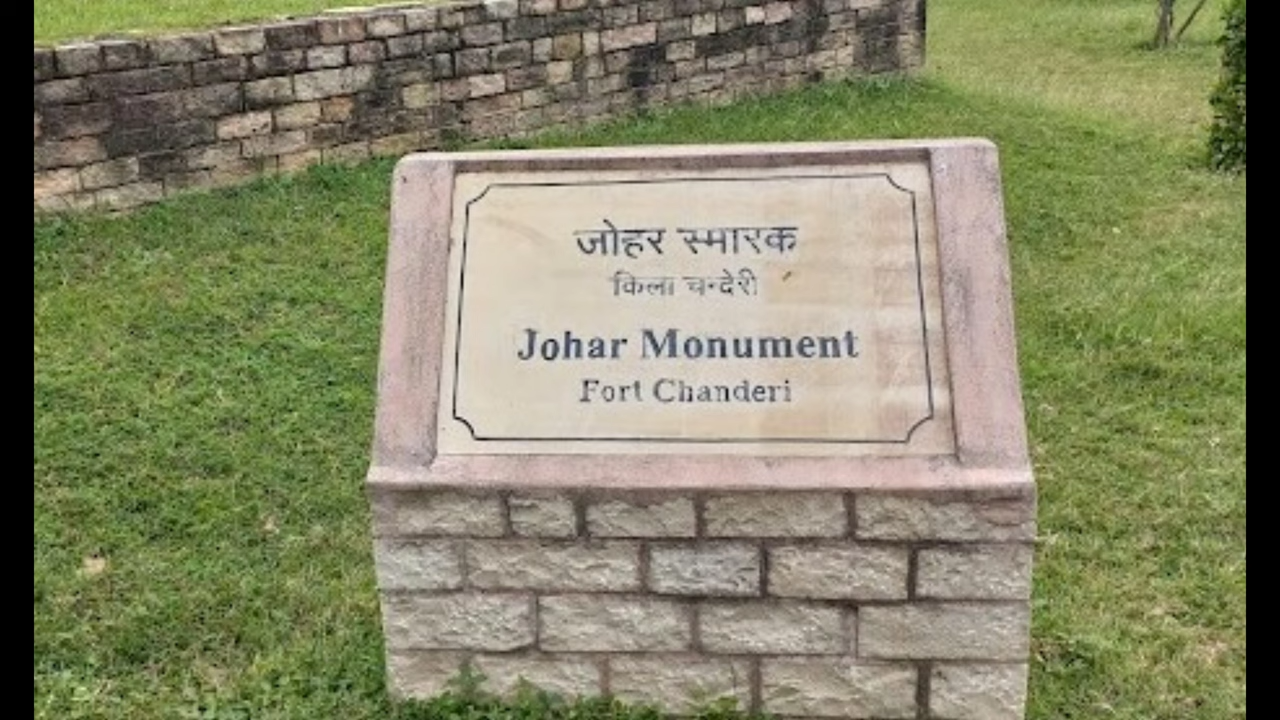 जोहर स्मारक
किला चन्देरी
Johar Monument
Fort Chanderi